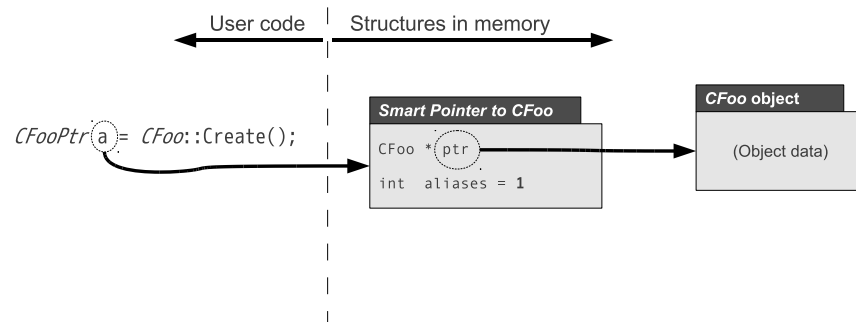 User code
Structures in memory
CFooPtr a = CFoo::Create();
Smart Pointer to CFoo
CFoo * ptr
int aliases = 1
CFoo object
(Object data)